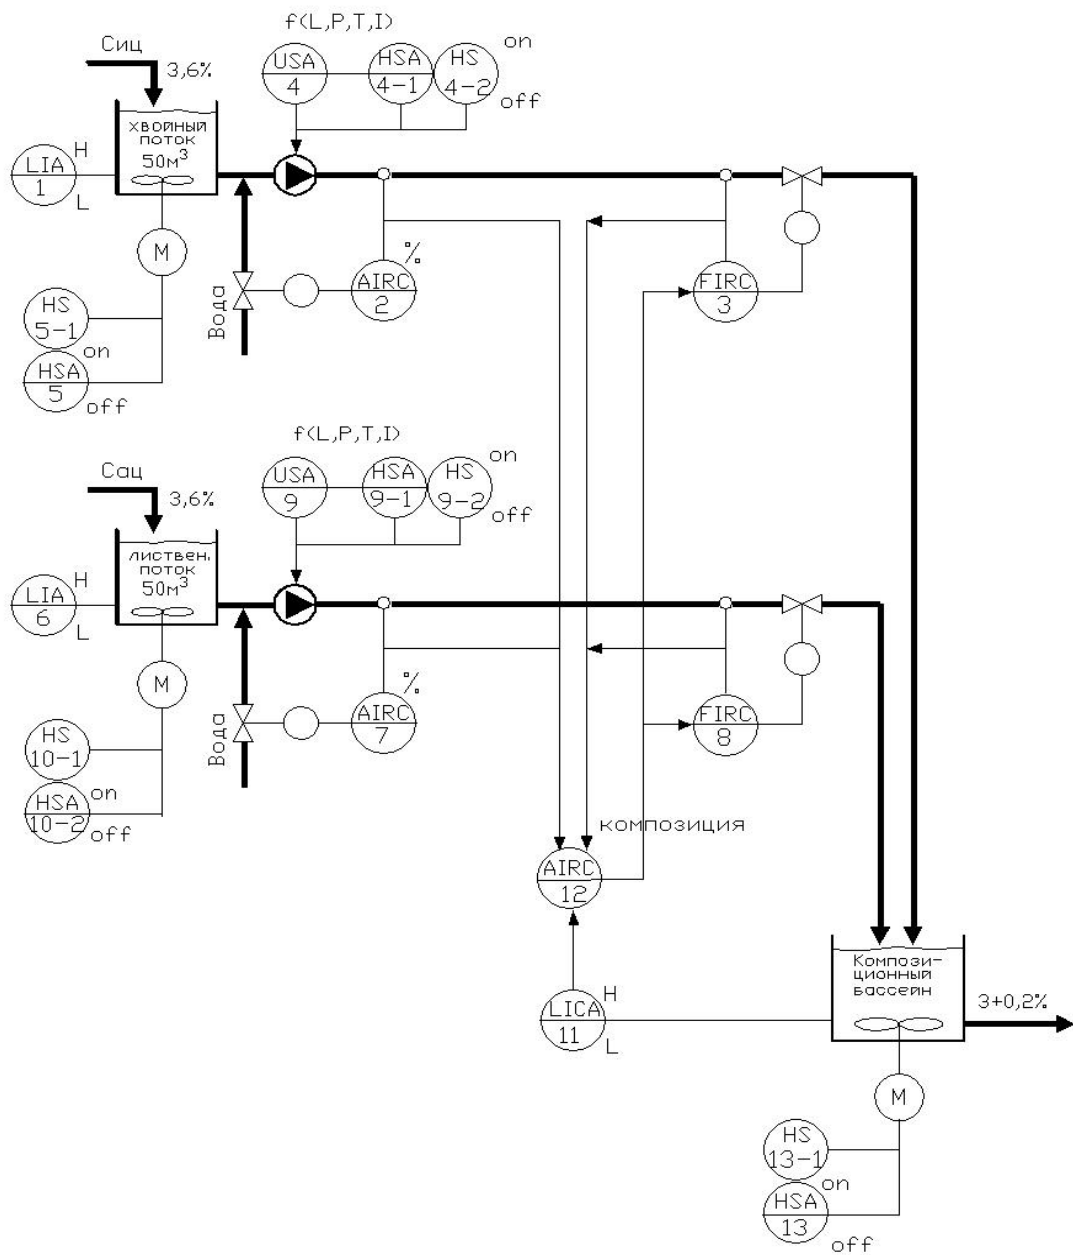 f(L,P,T,I)
on
Сиц
3,6%
USA
4
HSA
4-1
HS
4-2
off
хвойный
поток
50м³
H
LIA
1
L
M
%
AIRC
2
FIRC
3
Вода
HS
5-1
on
HSA
5
off
f(L,P,T,I)
on
Сац
3,6%
USA
9
HSA
9-1
HS
9-2
off
листвен.
поток
50м³
H
LIA
6
L
M
%
AIRC
7
FIRC
8
Вода
HS
10-1
on
HSA
10-2
off
композиция
AIRC
12
Компози-
ционный
бассейн
H
LICA
11
L
3+0,2%
M
HS
13-1
on
HSA
13
off